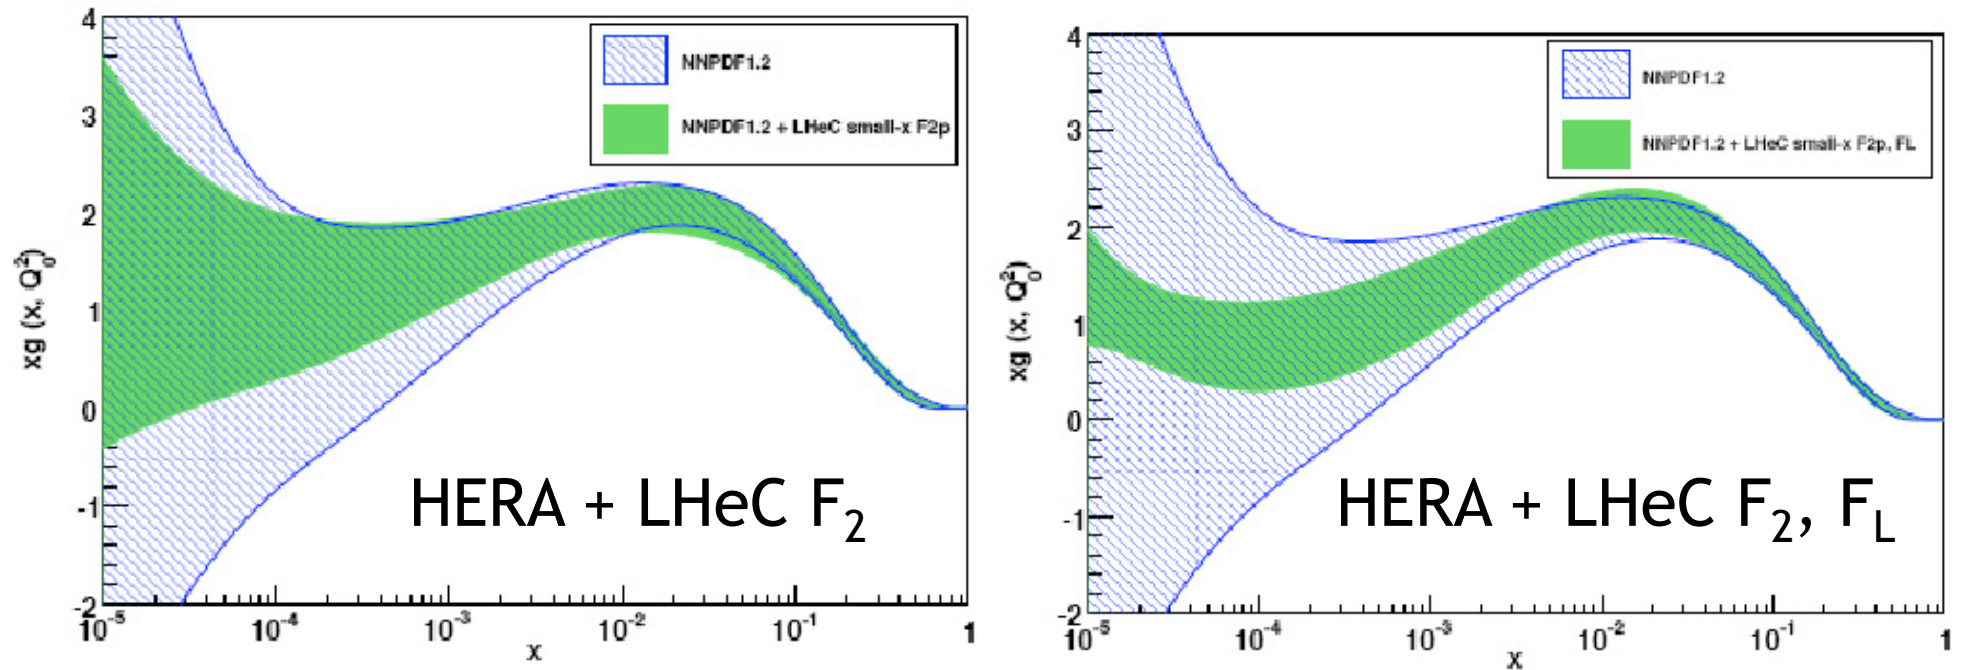 4
3
2
1
0
-1
-2
xg (x, Q₀²)
NNPDF1.2
NNPDF1.2 + LHeC small-x F2p
HERA + LHeC F₂
10⁻⁵ 10⁻⁴ 10⁻³ 10⁻² 10⁻¹ 1
x
4
3
2
1
0
-1
-2
xg (x, Q₀²)
NNPDF1.2
NNPDF1.2 + LHeC small-x F2p, FL
HERA + LHeC F₂, F_L
10⁻⁵ 10⁻⁴ 10⁻³ 10⁻² 10⁻¹ 1
x